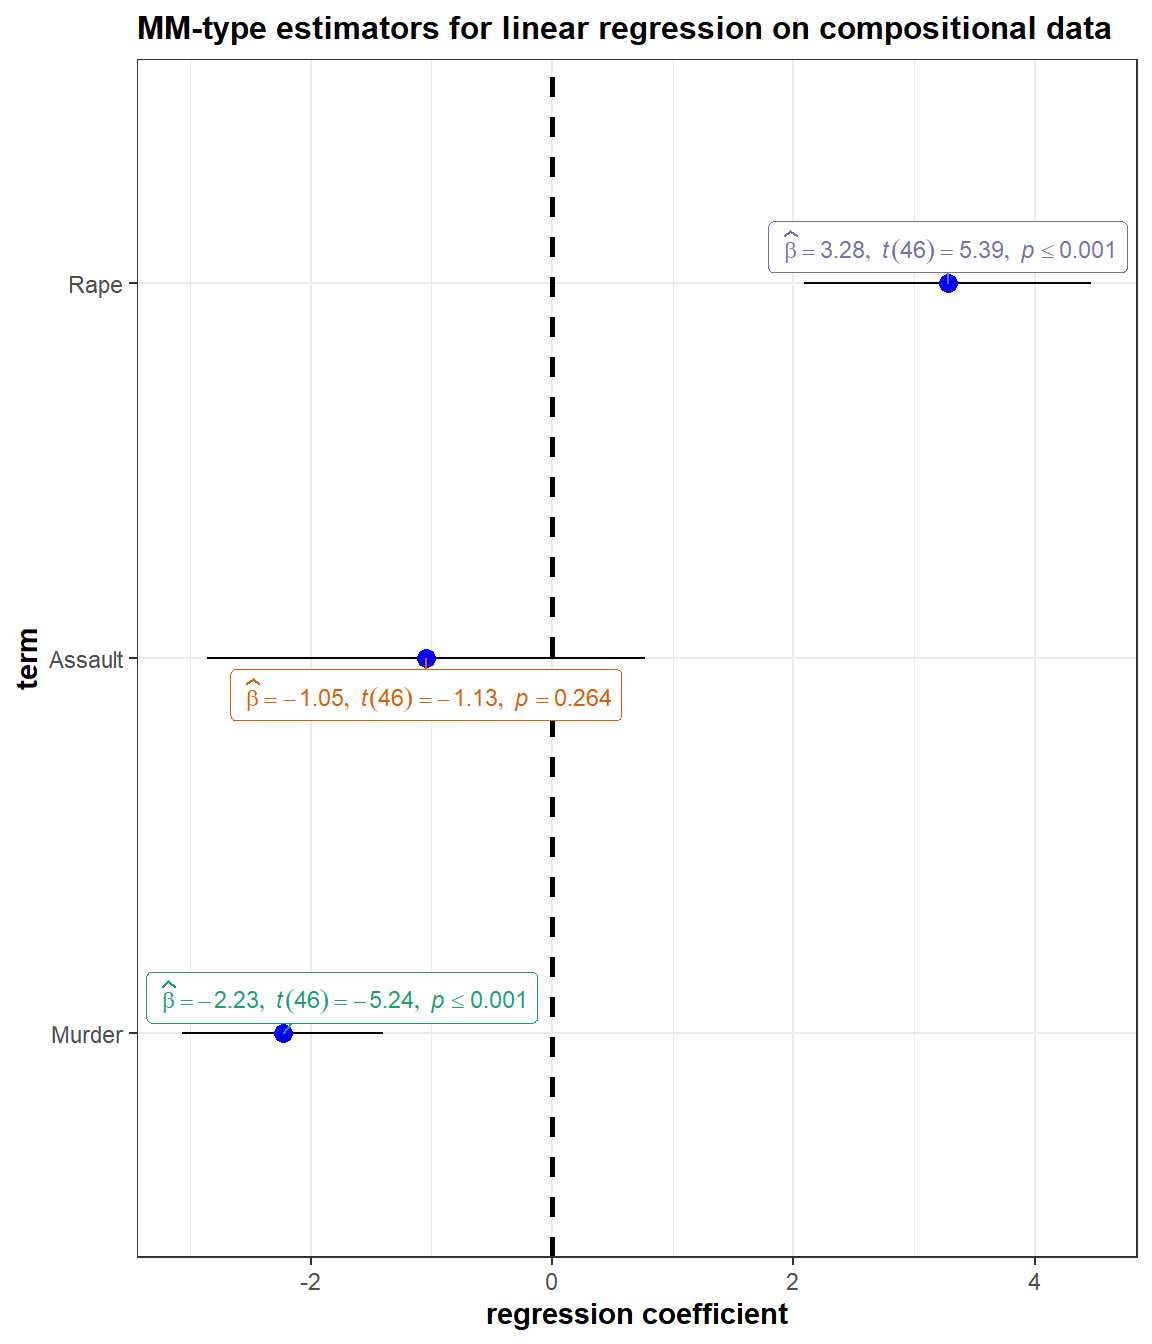 MM-type estimators for linear regression on compositional data
term
Rape
β̂ = 3.28, t(46) = 5.39, p ≤ 0.001
Assault
β̂ = −1.05, t(46) = −1.13, p = 0.264
Murder
β̂ = −2.23, t(46) = −5.24, p ≤ 0.001
-2 0 2 4
regression coefficient